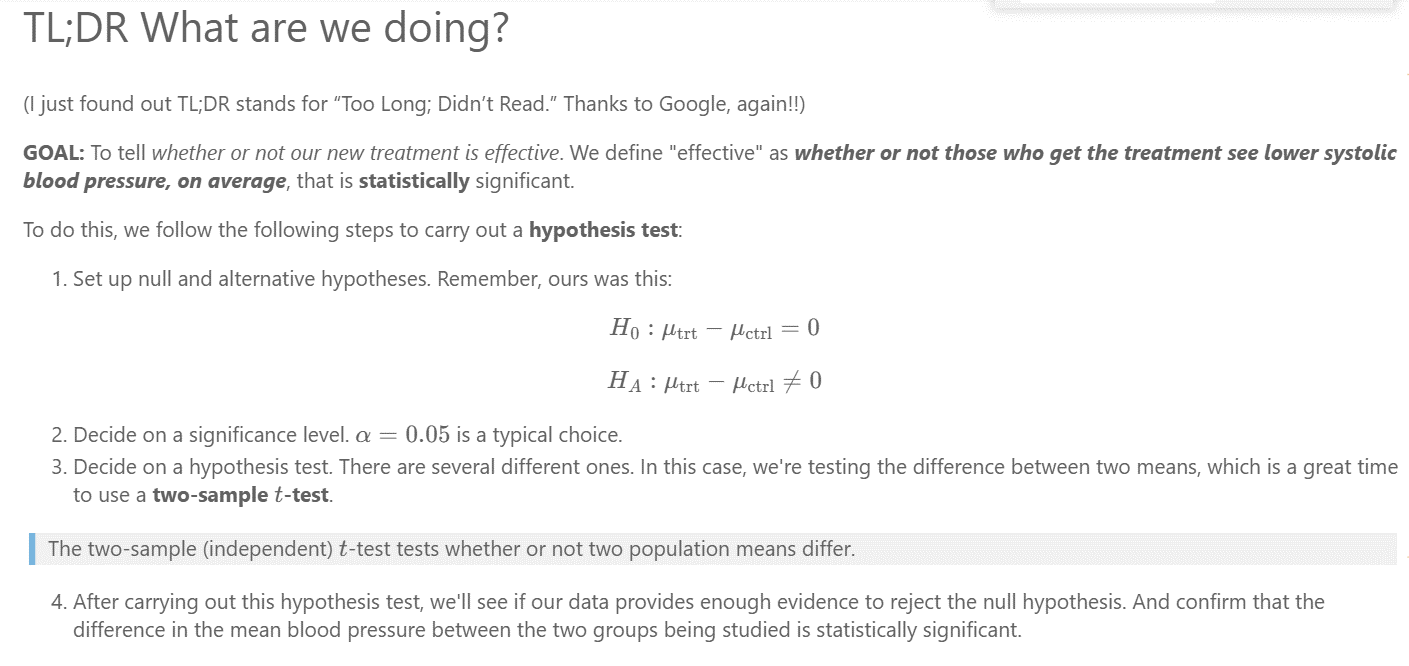 TL;DR What are we doing?
(I just found out TL;DR stands for “Too Long; Didn’t Read.” Thanks to Google, again!!)
GOAL: To tell whether or not our new treatment is effective. We define "effective" as whether or not those who get the treatment see lower systolic
blood pressure, on average, that is statistically significant.
To do this, we follow the following steps to carry out a hypothesis test:
1. Set up null and alternative hypotheses. Remember, ours was this:
H₀ : μ_trt − μ_ctrl = 0
H_A : μ_trt − μ_ctrl ≠ 0
2. Decide on a significance level. α = 0.05 is a typical choice.
3. Decide on a hypothesis test. There are several different ones. In this case, we're testing the difference between two means, which is a great time
to use a two-sample t-test.
The two-sample (independent) t-test tests whether or not two population means differ.
4. After carrying out this hypothesis test, we'll see if our data provides enough evidence to reject the null hypothesis. And confirm that the
difference in the mean blood pressure between the two groups being studied is statistically significant.